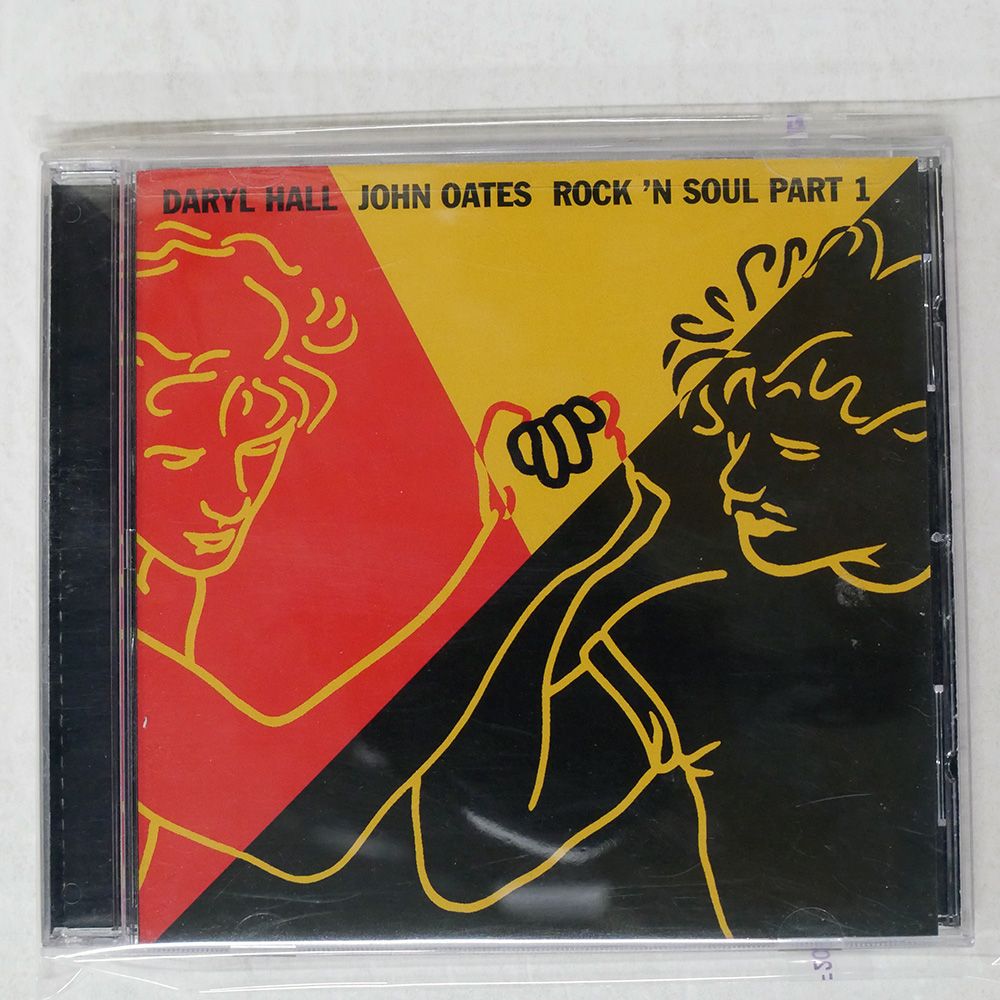 DARYL HALL JOHN OATES ROCK 'N SOUL PART 1